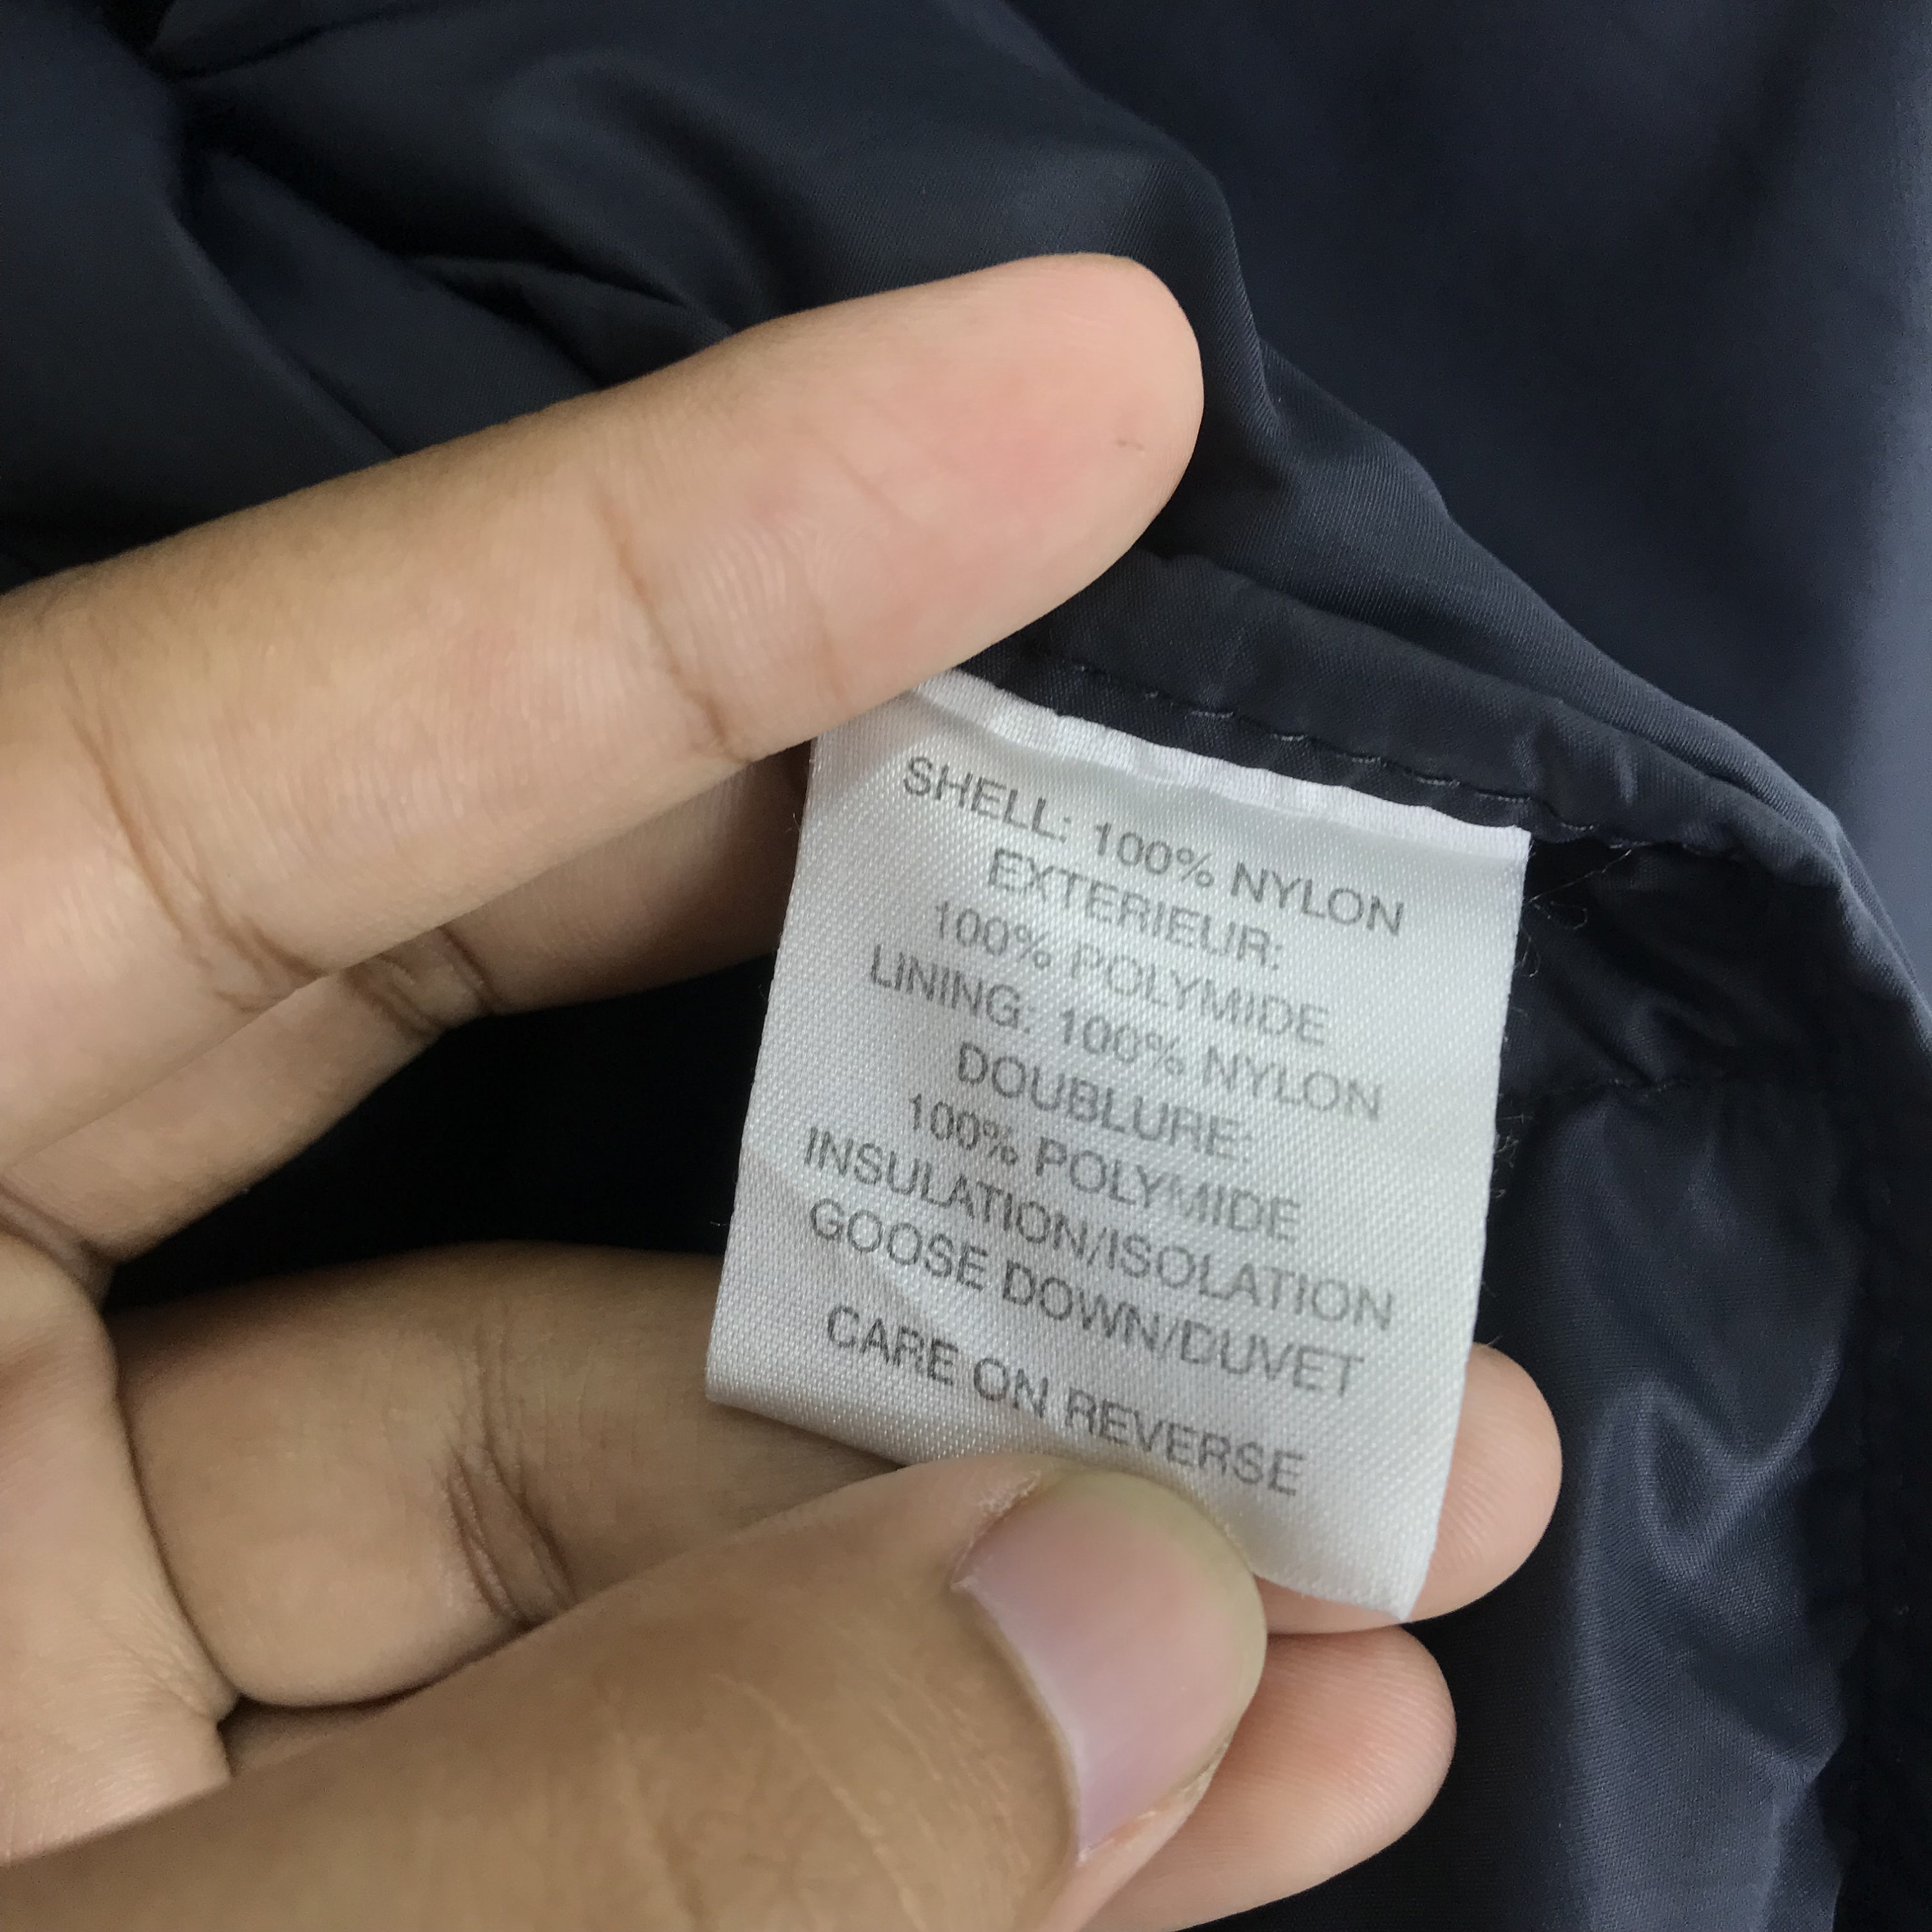 SHELL: 100% NYLON
EXTERIEUR:
100% POLYMIDE
LINING. 100% NYLON
DOUBLURE:
100% POLYMIDE
INSULATION/ISOLATION
GOOSE DOWN/DUVET
CARE ON REVERSE